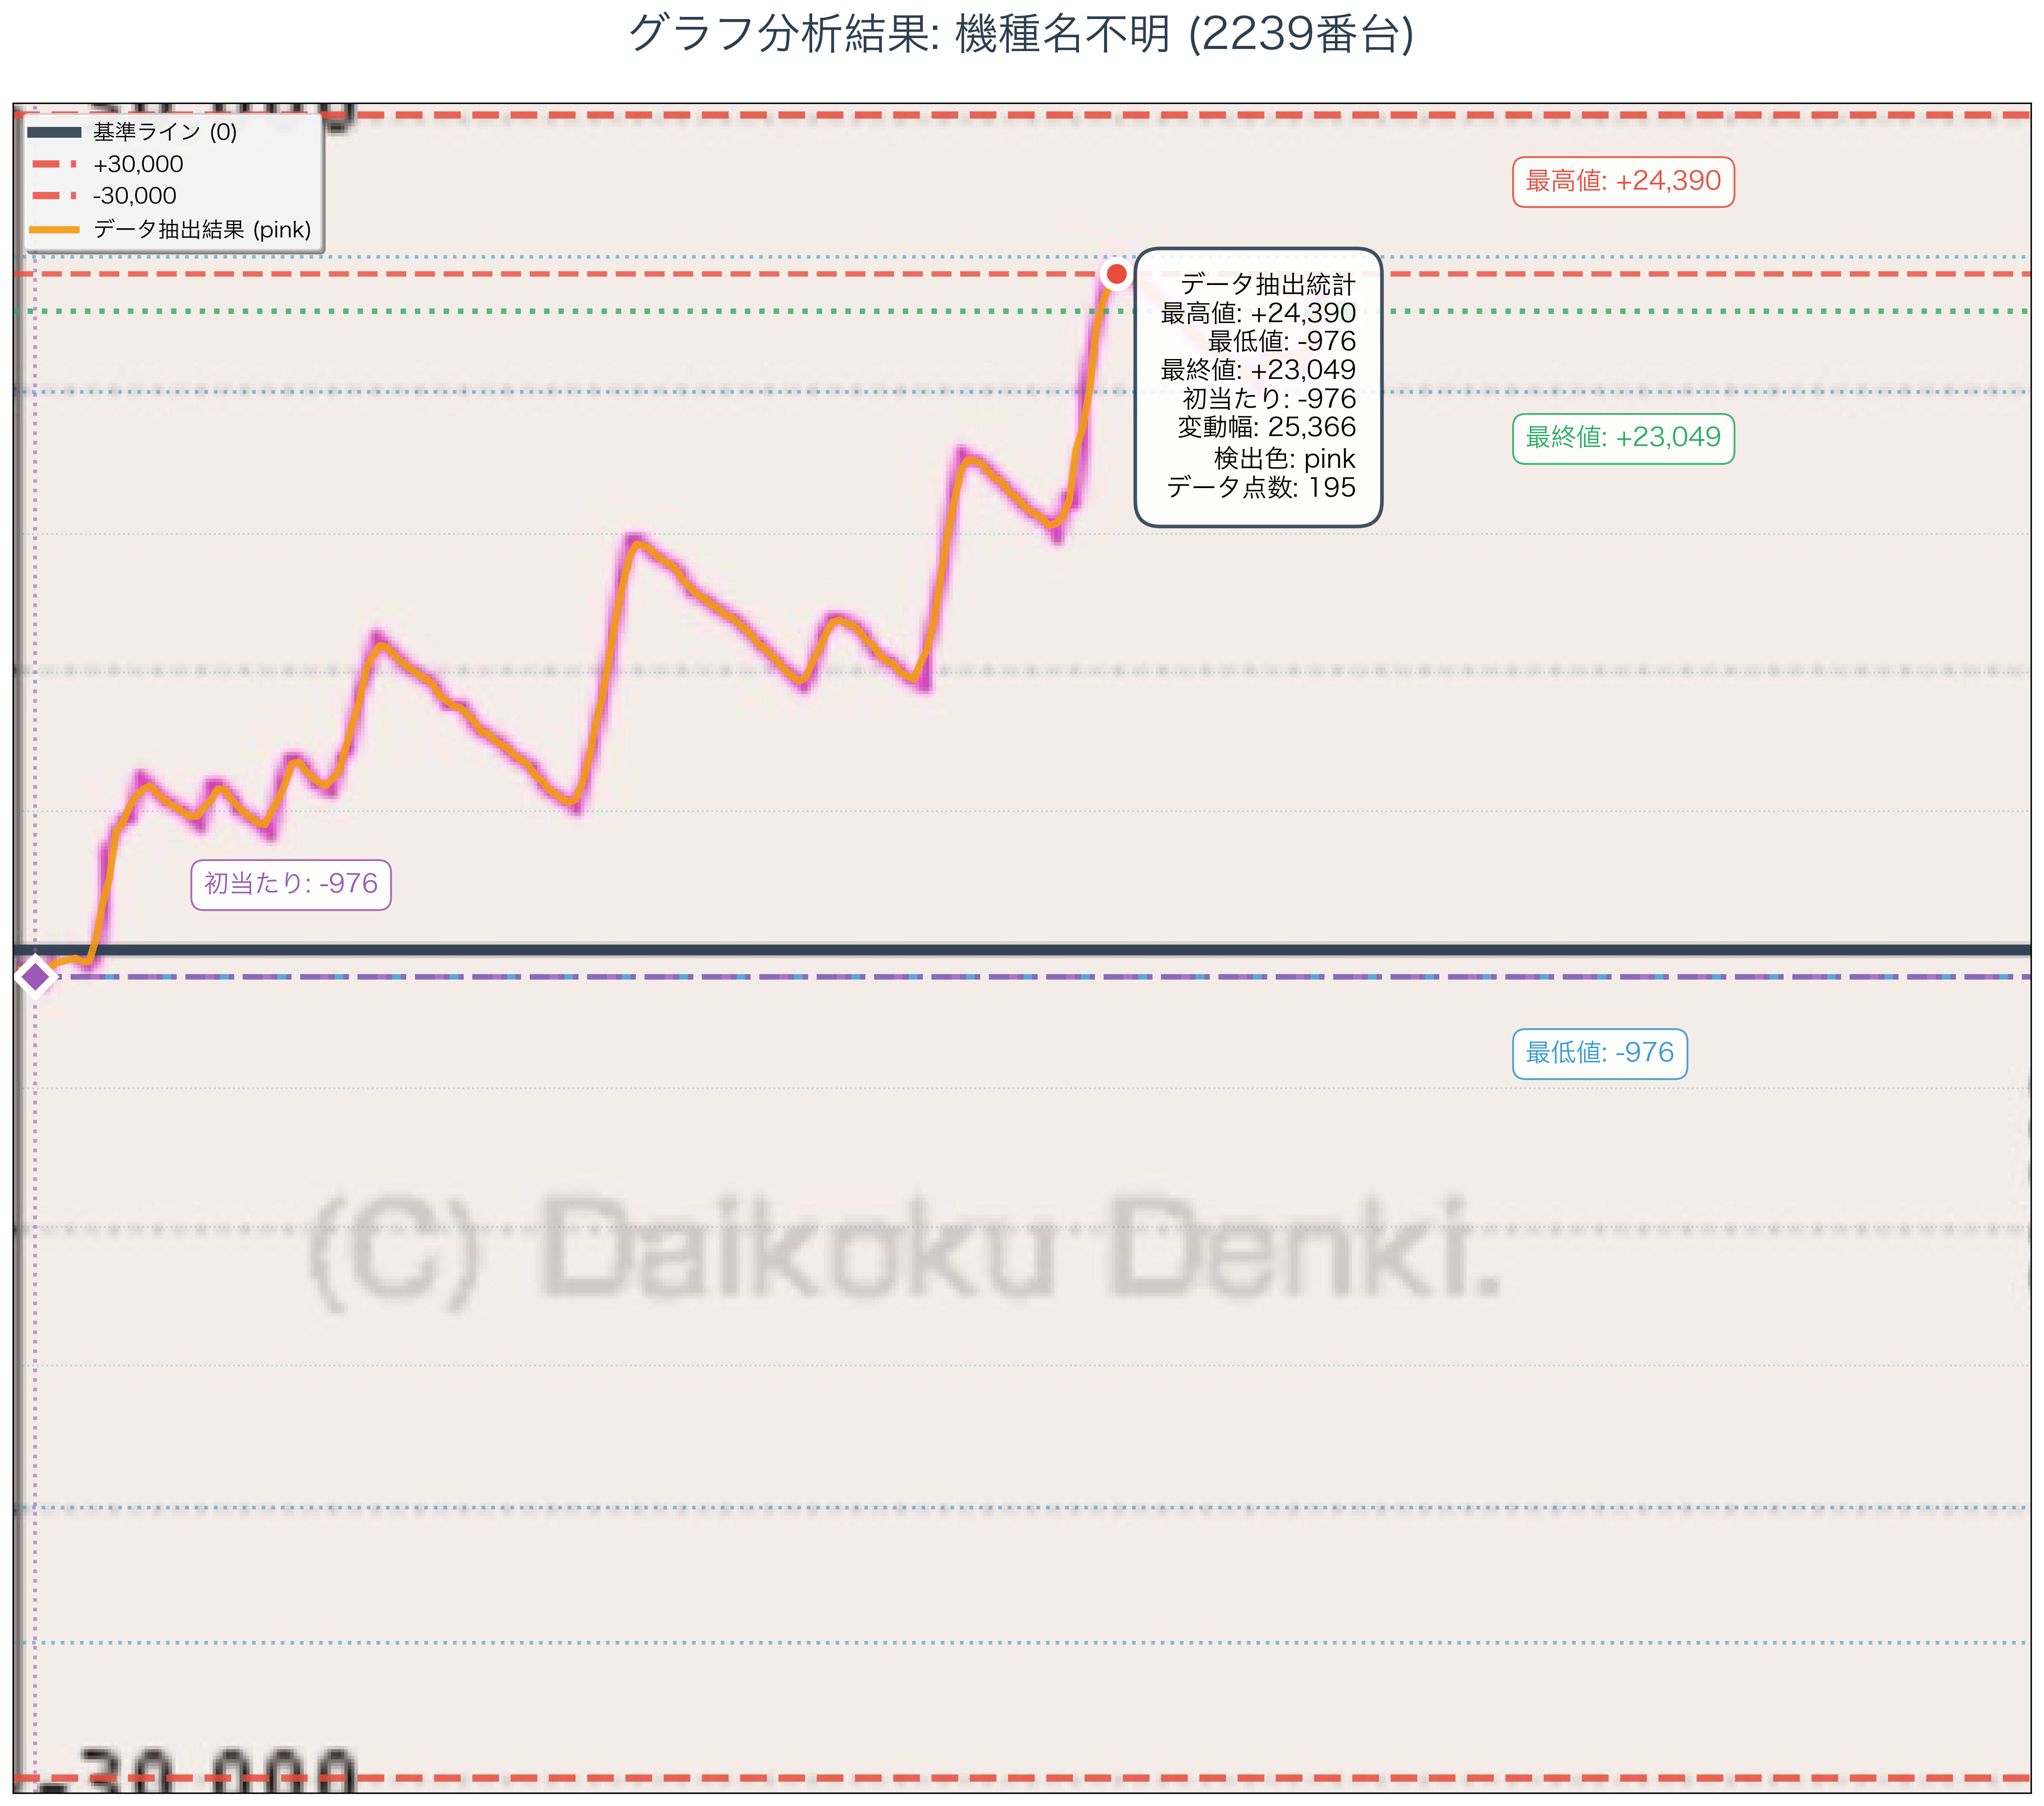 グラフ分析結果: 機種名不明 (2239番台)
基準ライン (0)
+30,000
-30,000
データ抽出結果 (pink)
最高値: +24,390
データ抽出統計
最高値: +24,390
最低値: -976
最終値: +23,049
初当たり: -976
変動幅: 25,366
検出色: pink
データ点数: 195
最終値: +23,049
初当たり: -976
最低値: -976
(C) Daikoku Denki.
-30,000